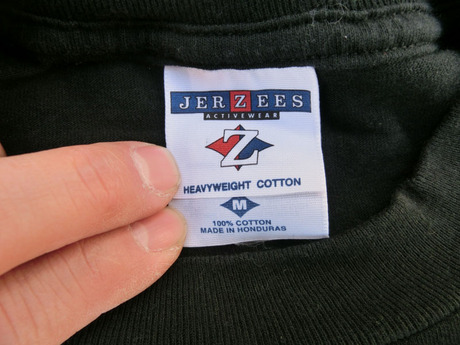 JERZEES
ACTIVEWEAR
Z
HEAVYWEIGHT COTTON
M
100% COTTON
MADE IN HONDURAS